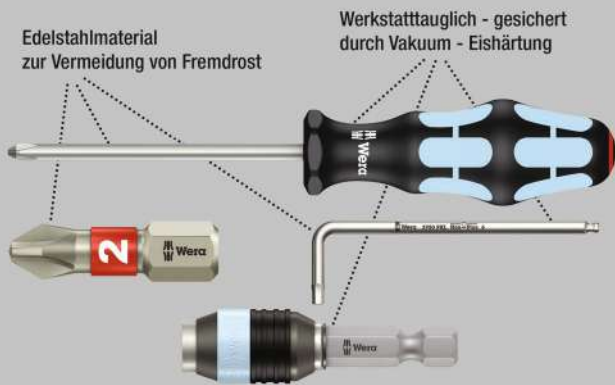 Edelstahlmaterial
zur Vermeidung von Fremdrost
Werkstatttauglich - gesichert
durch Vakuum - Eishärtung
Wera
2
Wera
Wera
Wera